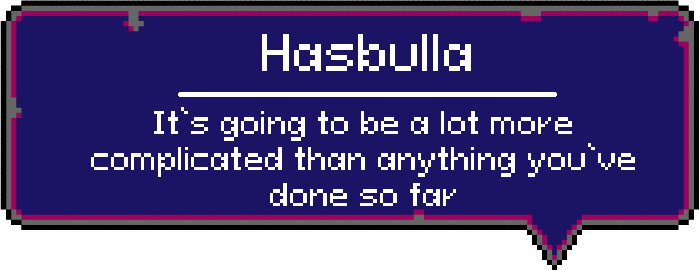 Hasbulla
It`s going to be a lot more
complicated than anything you`ve
done so far